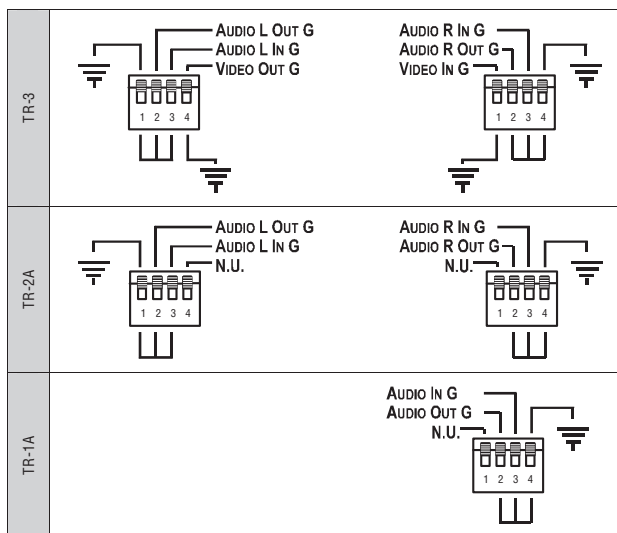 TR-3
AUDIO L OUT G
AUDIO L IN G
VIDEO OUT G
1 2 3 4
AUDIO R IN G
AUDIO R OUT G
VIDEO IN G
1 2 3 4
TR-2A
AUDIO L OUT G
AUDIO L IN G
N.U.
1 2 3 4
AUDIO R IN G
AUDIO R OUT G
N.U.
1 2 3 4
TR-1A
AUDIO IN G
AUDIO OUT G
N.U.
1 2 3 4